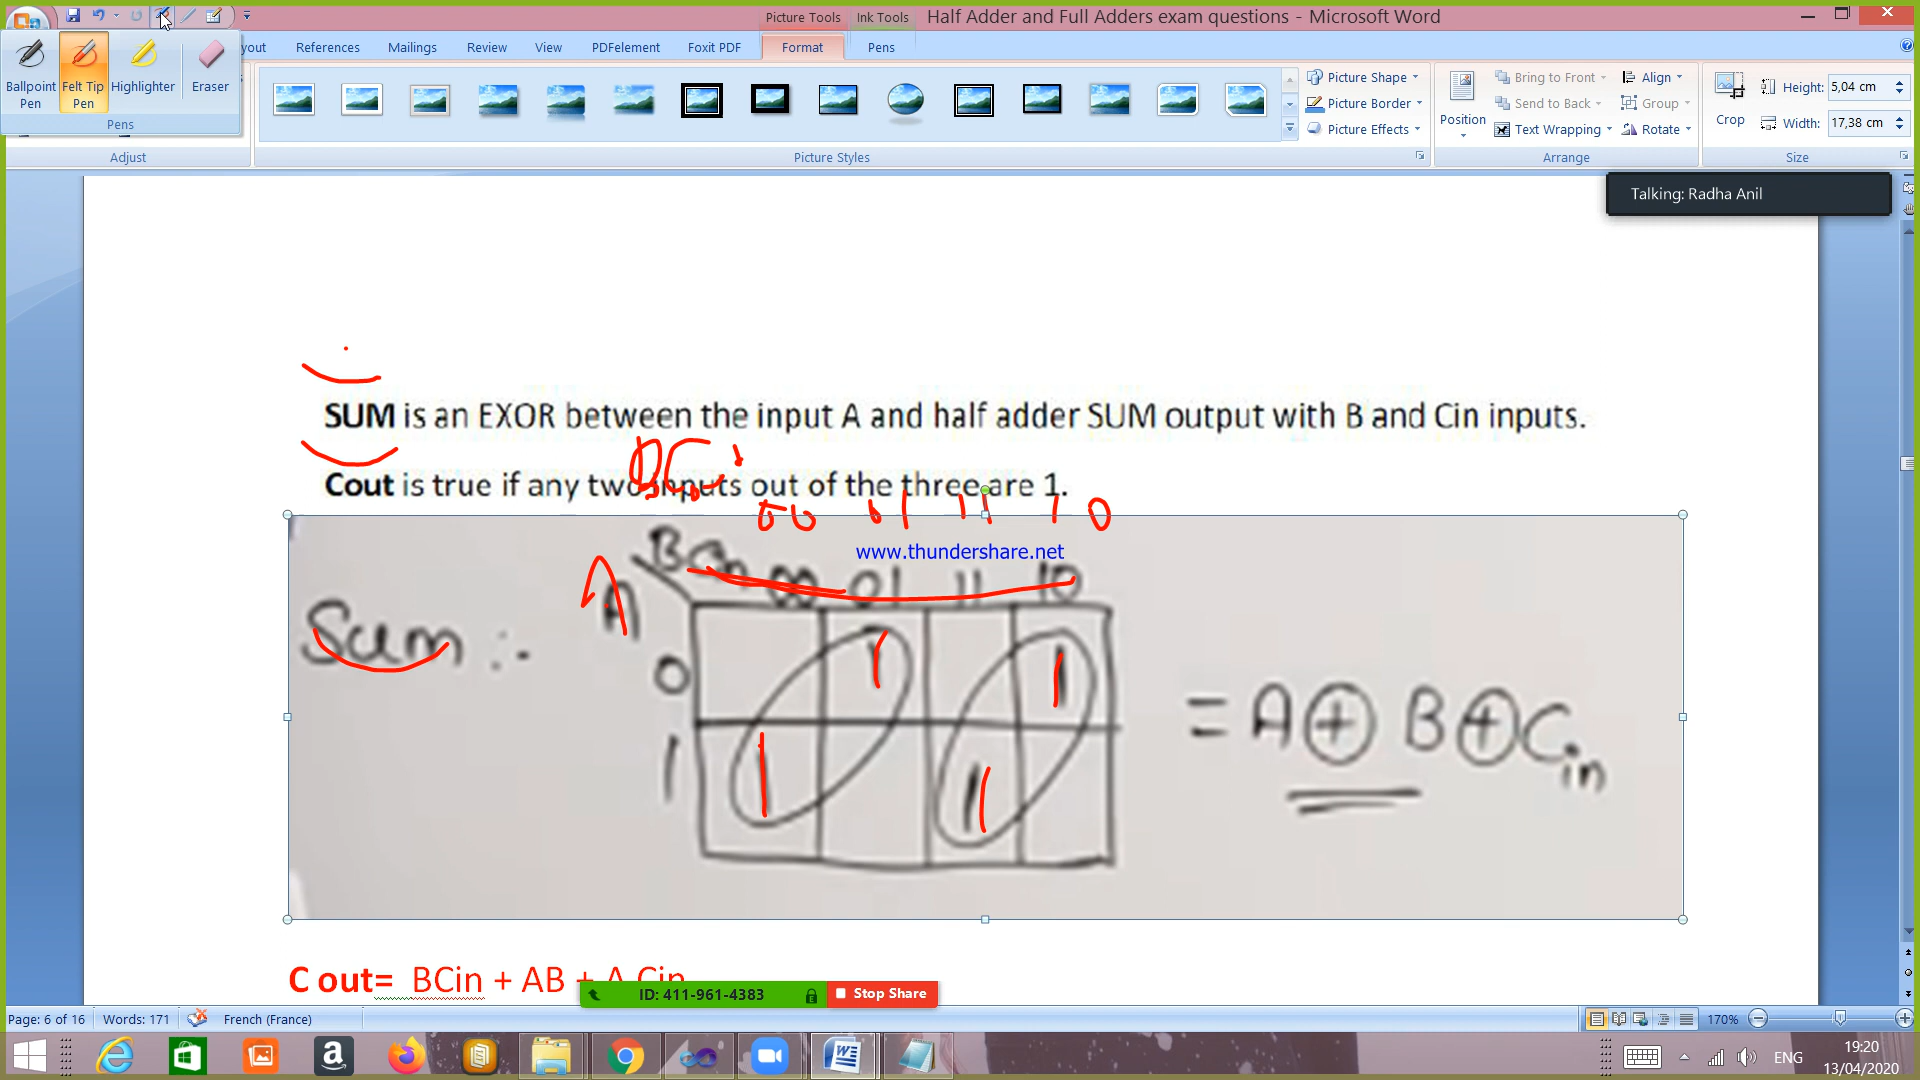 Picture Tools Ink Tools Half Adder and Full Adders exam questions - Microsoft Word
yout References Mailings Review View PDFelement Foxit PDF Format Pens
Ballpoint Pen Felt Tip Pen Highlighter Eraser
Pens
Adjust
Picture Shape
Picture Border
Picture Effects
Picture Styles
Position
Bring to Front
Send to Back
Text Wrapping
Align
Group
Rotate
Arrange
Crop
Height: 5,04 cm
Width: 17,38 cm
Size
Talking: Radha Anil
SUM is an EXOR between the input A and half adder SUM output with B and Cin inputs.
BCi
Cout is true if any two inputs out of the three are 1.
00 01 11 10
www.thundershare.net
BCin 00 01 11 10
A A
Sum :-
0 1 1
1 1 1
= A ⊕ B ⊕ Cin
C out= BCin + AB + A Cin
ID: 411-961-4383 Stop Share
Page: 6 of 16 Words: 171 French (France) 170%
ENG
19:20
13/04/2020